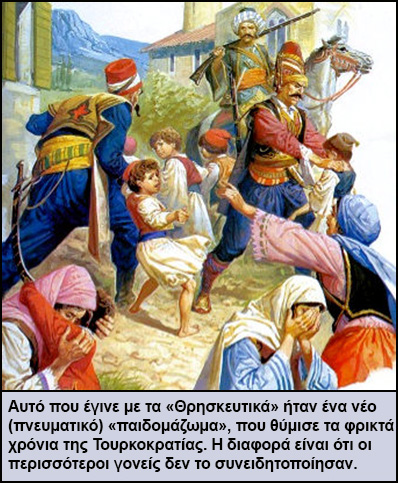 Αυτό που έγινε με τα «Θρησκευτικά» ήταν ένα νέο
(πνευματικό) «παιδομάζωμα», που θύμισε τα φρικτά
χρόνια της Τουρκοκρατίας. Η διαφορά είναι ότι οι
περισσότεροι γονείς δεν το συνειδητοποίησαν.